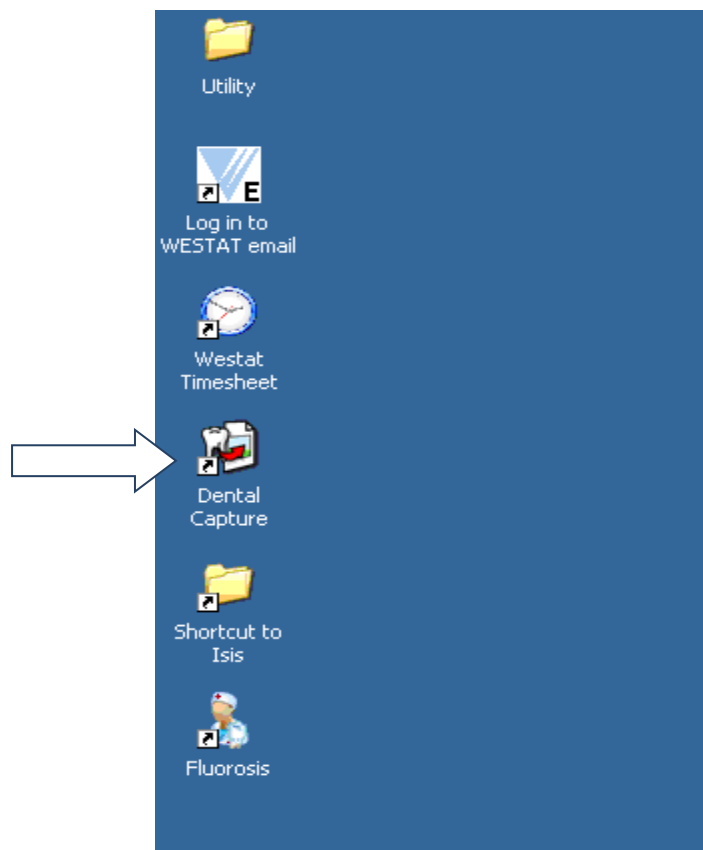 Utility
E
Log in to
WESTAT email
Westat
Timesheet
Dental
Capture
Shortcut to
Isis
Fluorosis